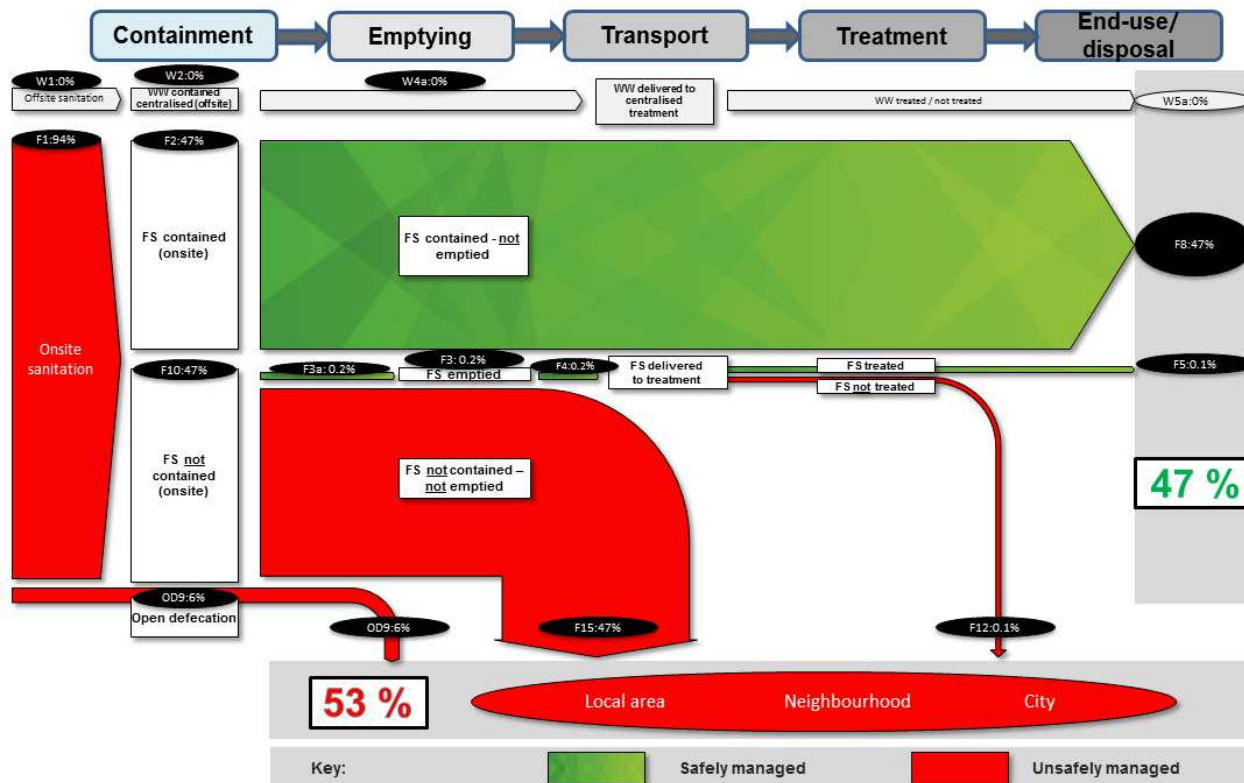 Containment
Emptying
Transport
Treatment
End-use/
disposal
W1:0%
Offsite sanitation
W2:0%
WW contained
centralised (offsite)
W4a:0%
WW delivered to
centralised
treatment
WW treated / not treated
W5a:0%
F1:94%
Onsite
sanitation
F2:47%
FS contained
(onsite)
FS contained - not
emptied
F8:47%
F10:47%
FS not
contained
(onsite)
F3a: 0.2%
F3: 0.2%
FS emptied
F4:0.2%
FS delivered
to treatment
FS treated
FS not treated
F5:0.1%
FS not contained –
not emptied
47 %
OD9:6%
Open defecation
OD9:6%
F15:47%
F12:0.1%
53 %
Local area
Neighbourhood
City
Key:
Safely managed
Unsafely managed